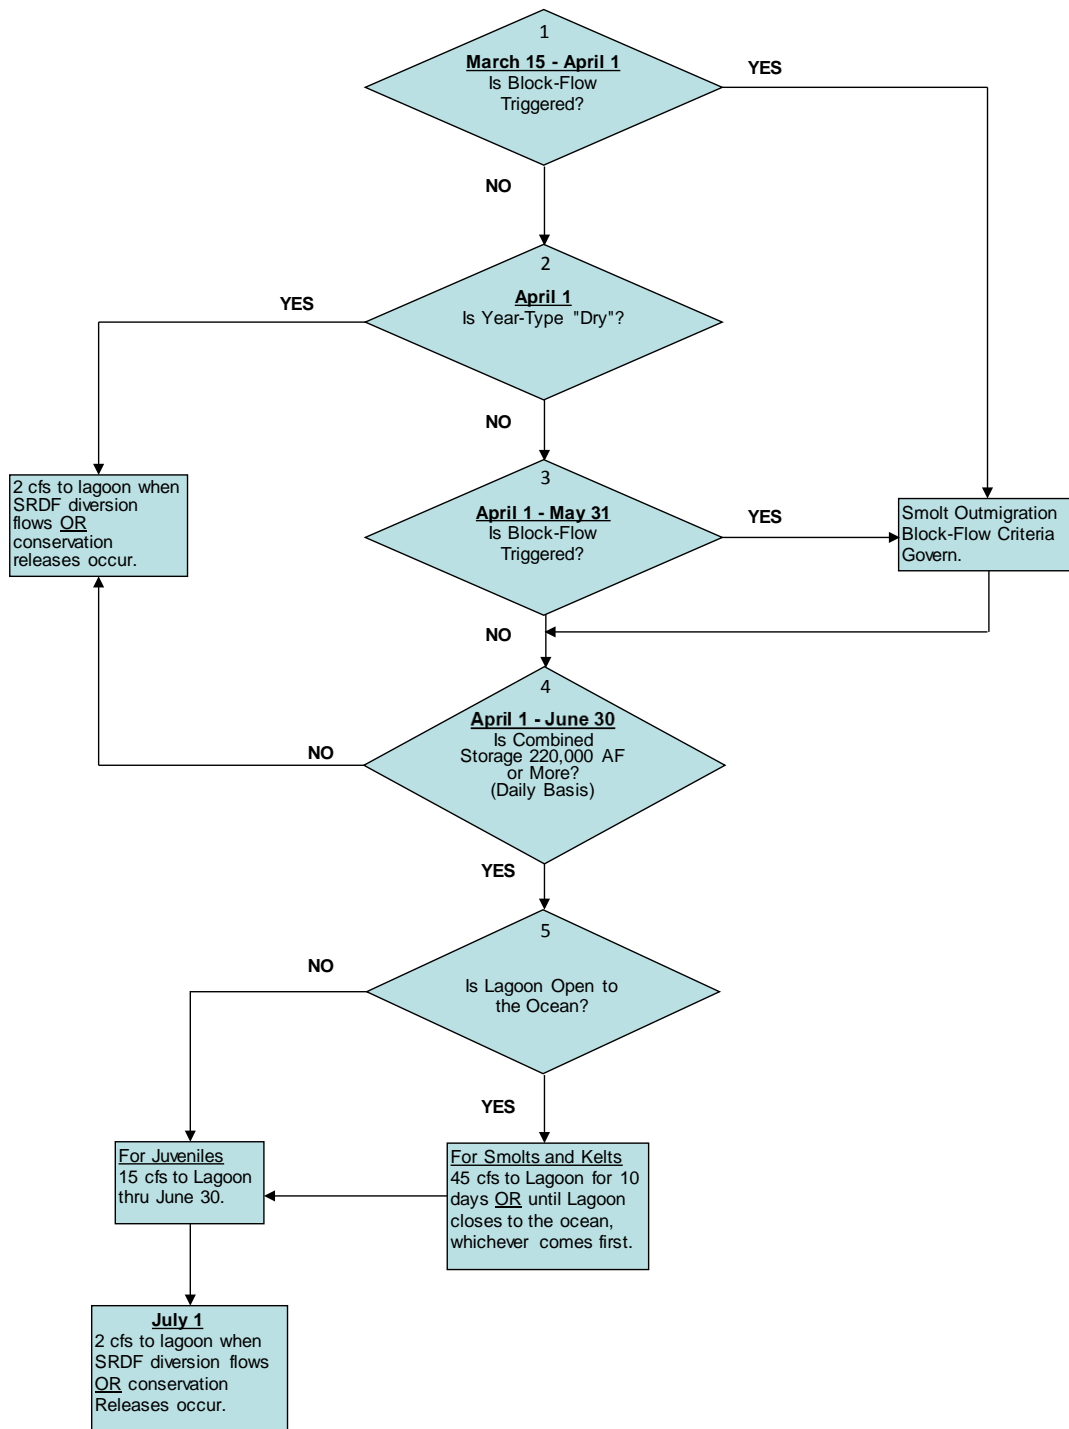 1
March 15 - April 1
Is Block-Flow
Triggered?
YES
NO
2
April 1
Is Year-Type "Dry"?
YES
NO
2 cfs to lagoon when
SRDF diversion
flows OR
conservation
releases occur.
3
April 1 - May 31
Is Block-Flow
Triggered?
YES
Smolt Outmigration
Block-Flow Criteria
Govern.
NO
4
April 1 - June 30
Is Combined
Storage 220,000 AF
or More?
(Daily Basis)
NO
YES
5
Is Lagoon Open to
the Ocean?
NO
YES
For Juveniles
15 cfs to Lagoon
thru June 30.
For Smolts and Kelts
45 cfs to Lagoon for 10
days OR until Lagoon
closes to the ocean,
whichever comes first.
July 1
2 cfs to lagoon when
SRDF diversion flows
OR conservation
Releases occur.